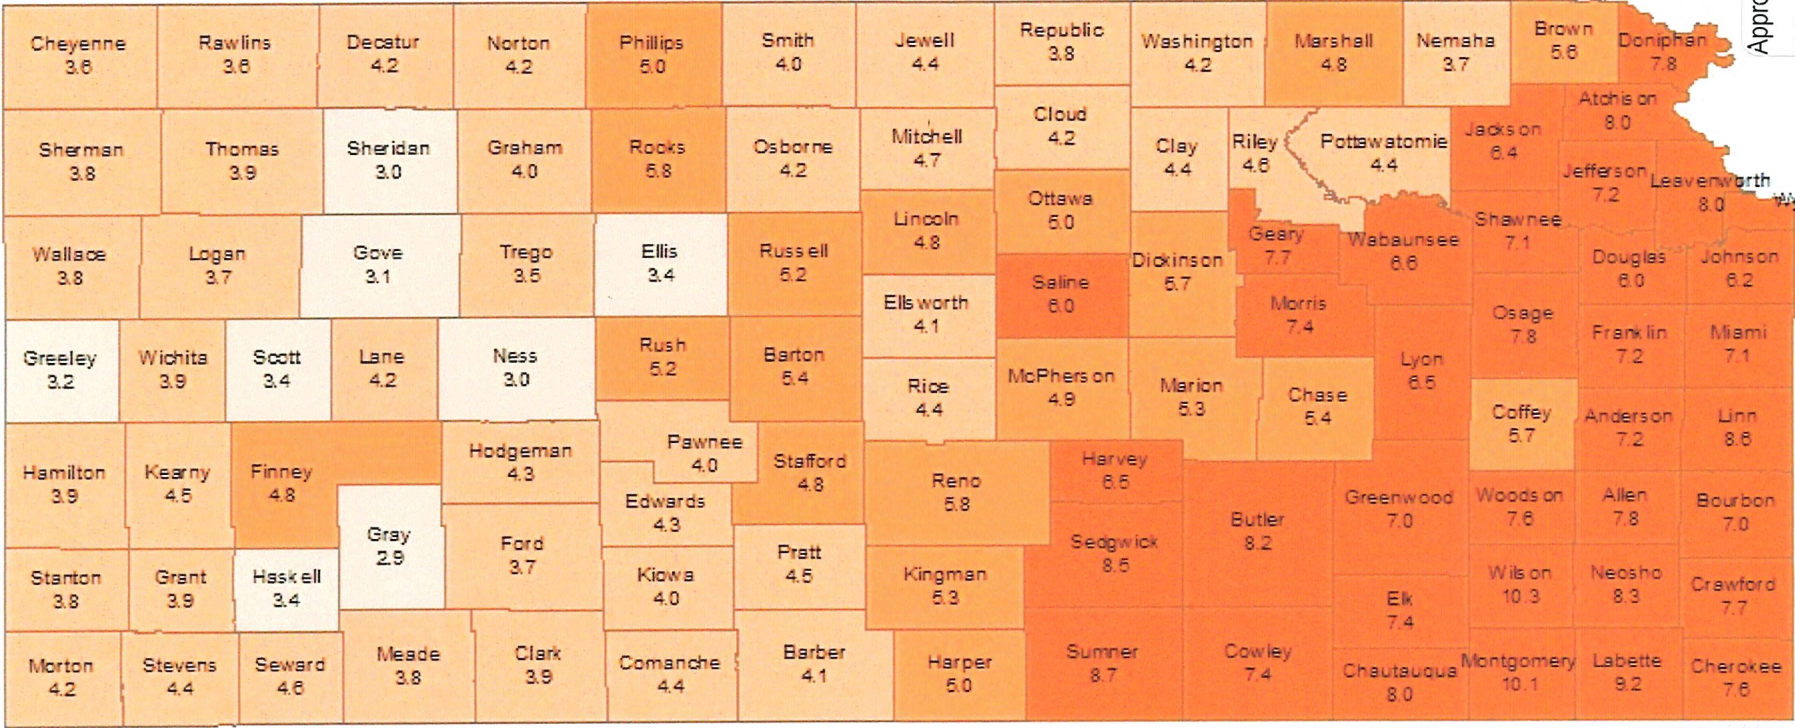 Appro
Cheyenne
3.6
Rawlins
3.6
Decatur
4.2
Norton
4.2
Phillips
5.0
Smith
4.0
Jewell
4.4
Republic
3.8
Washington
4.2
Marshall
4.8
Nemaha
3.7
Brown
5.6
Doniphan
7.8
Sherman
3.8
Thomas
3.9
Sheridan
3.0
Graham
4.0
Rooks
5.8
Osborne
4.2
Mitchell
4.7
Cloud
4.2
Clay
4.4
Riley
4.6
Pottawatomie
4.4
Jackson
6.4
Atchison
8.0
Jefferson
7.2
Leavenworth
8.0
Wallace
3.8
Logan
3.7
Gove
3.1
Trego
3.5
Ellis
3.4
Russell
5.2
Lincoln
4.8
Ottawa
5.0
Saline
6.0
Dickinson
5.7
Geary
7.7
Wabaunsee
6.6
Shawnee
7.1
Douglas
6.0
Johnson
6.2
Greeley
3.2
Wichita
3.9
Scott
3.4
Lane
4.2
Ness
3.0
Rush
5.2
Barton
5.4
Ellsworth
4.1
Rice
4.4
McPherson
4.9
Marion
5.3
Morris
7.4
Chase
5.4
Lyon
6.5
Osage
7.8
Franklin
7.2
Miami
7.1
Coffey
5.7
Anderson
7.2
Linn
8.6
Hamilton
3.9
Kearny
4.5
Finney
4.8
Gray
2.9
Hodgeman
4.3
Ford
3.7
Pawnee
4.0
Edwards
4.3
Stafford
4.8
Pratt
4.5
Kiowa
4.0
Reno
5.8
Kingman
5.3
Harvey
6.5
Sedgwick
8.5
Butler
8.2
Greenwood
7.0
Woodson
7.6
Allen
7.8
Bourbon
7.0
Stanton
3.8
Grant
3.9
Haskell
3.4
Elk
7.4
Wilson
10.3
Neosho
8.3
Crawford
7.7
Morton
4.2
Stevens
4.4
Seward
4.6
Meade
3.8
Clark
3.9
Comanche
4.4
Barber
4.1
Harper
5.0
Sumner
8.7
Cowley
7.4
Chautauqua
8.0
Montgomery
10.1
Labette
9.2
Cherokee
7.6